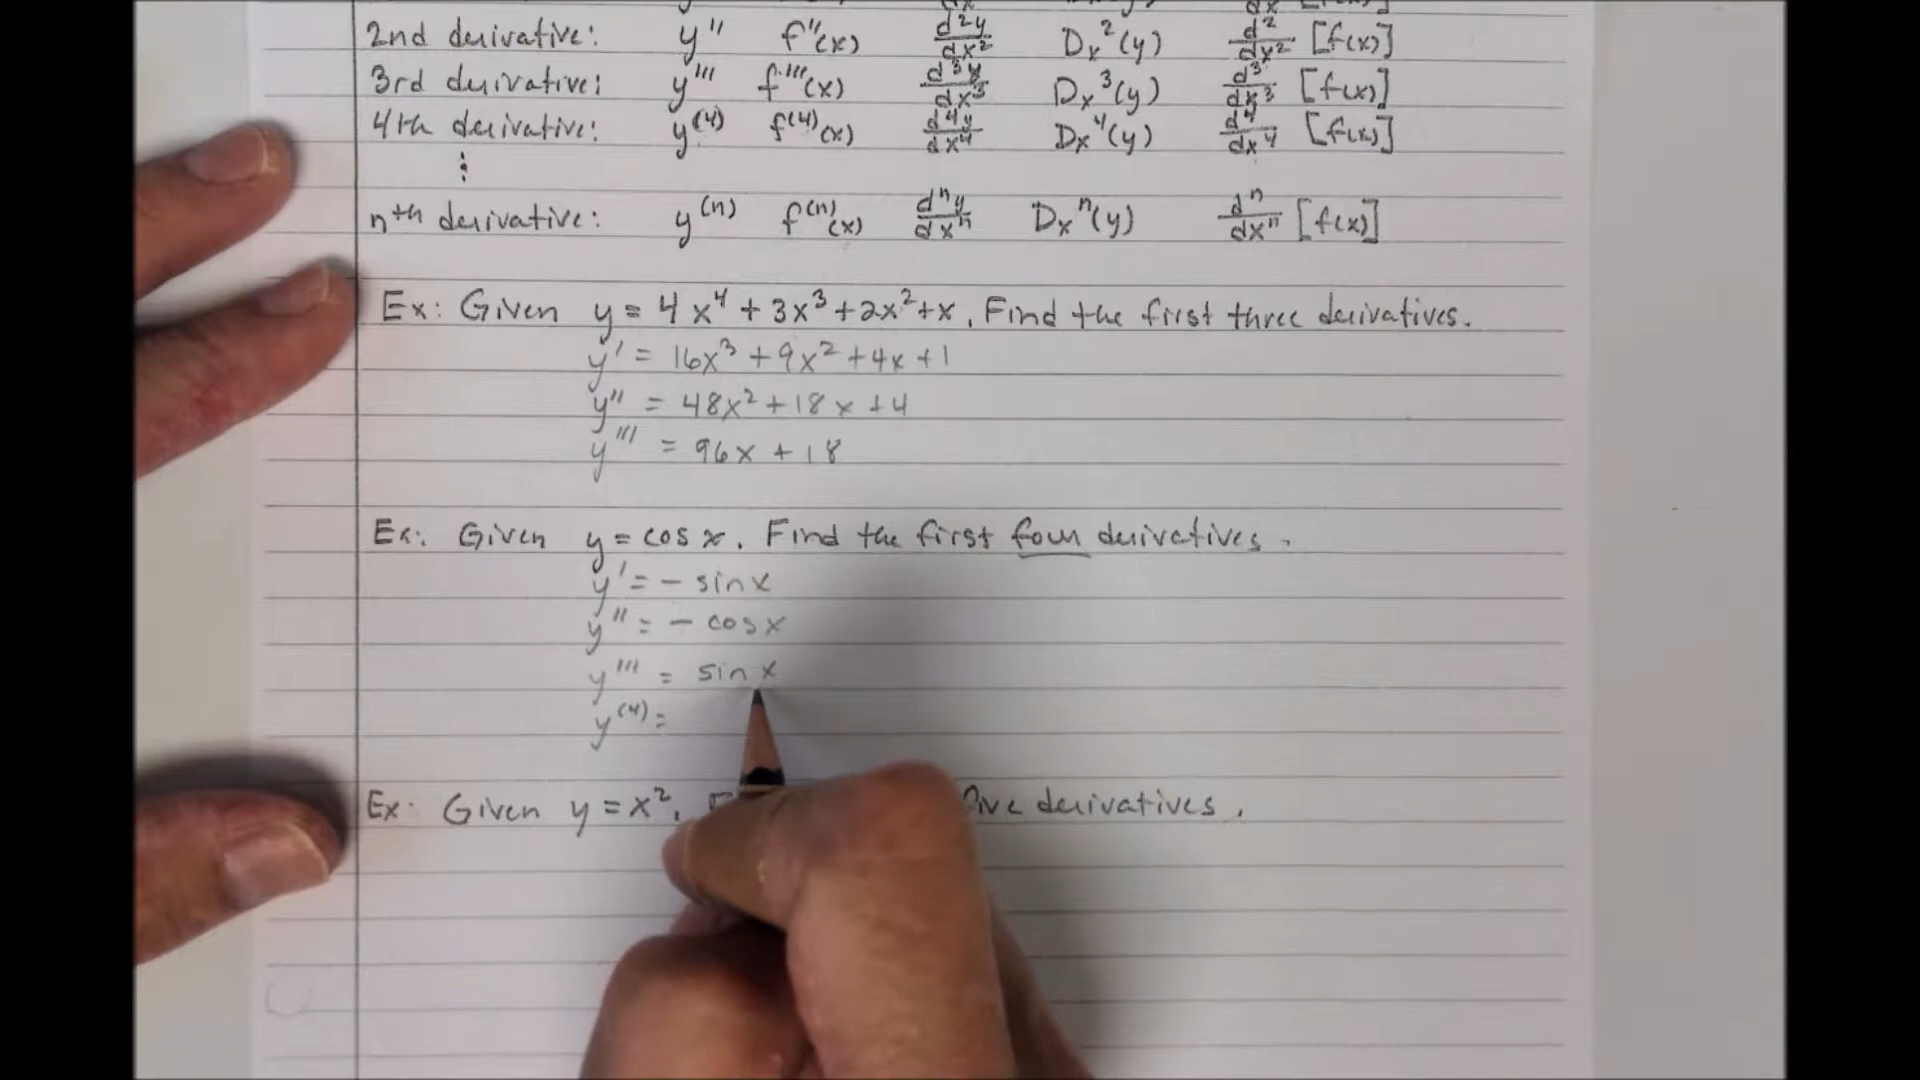 2nd derivative: y'' f''(x) d²y/dx² Dx²(y) d²/dx² [f(x)]
3rd derivative: y''' f'''(x) d³y/dx³ Dx³(y) d³/dx³ [f(x)]
4th derivative: y⁽⁴⁾ f⁽⁴⁾(x) d⁴y/dx⁴ Dx⁴(y) d⁴/dx⁴ [f(x)]
⋮
nth derivative: y⁽ⁿ⁾ f⁽ⁿ⁾(x) dⁿy/dxⁿ Dxⁿ(y) dⁿ/dxⁿ [f(x)]
Ex: Given y = 4x⁴ + 3x³ + 2x² + x. Find the first three derivatives.
y' = 16x³ + 9x² + 4x + 1
y'' = 48x² + 18x + 4
y''' = 96x + 18
Ex: Given y = cos x. Find the first four derivatives.
y' = - sin x
y'' = - cos x
y''' = sin x
y⁽⁴⁾ =
Ex: Given y = x². five derivatives.